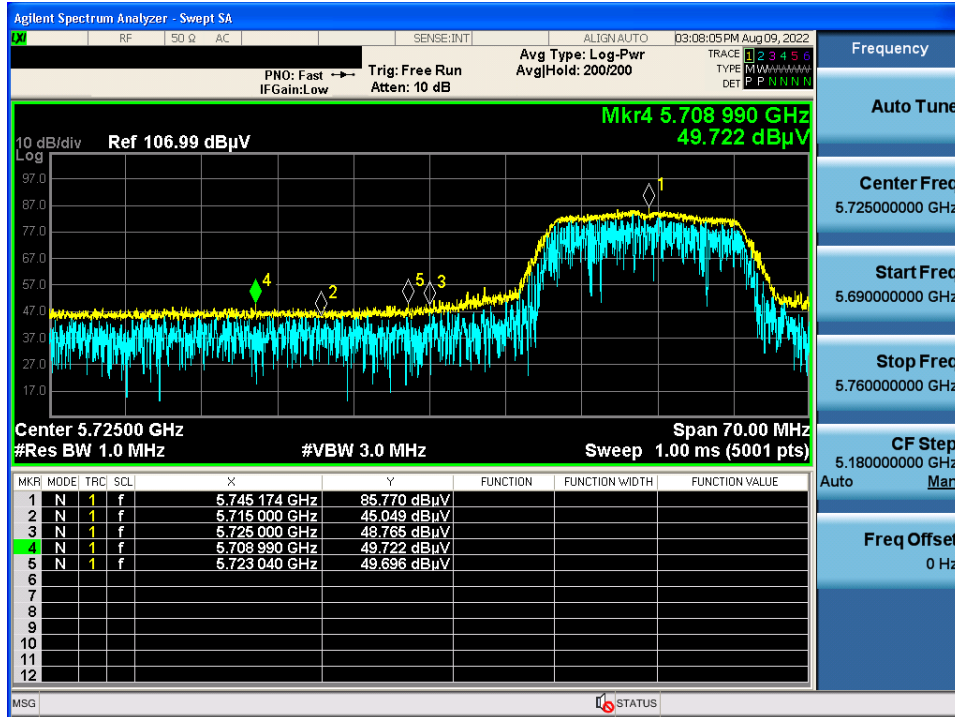 Agilent Spectrum Analyzer - Swept SA
LXI RF 50 Ω AC SENSE:INT ALIGNAUTO 03:08:05 PM Aug 09, 2022
Avg Type: Log-Pwr TRACE 1 2 3 4 5 6
PNO: Fast Trig: Free Run Avg|Hold: 200/200 TYPE M W W W W W
IFGain:Low Atten: 10 dB DET P P N N N N
Mkr4 5.708 990 GHz
49.722 dBµV
10 dB/div Ref 106.99 dBµV
Log
97.0
87.0
77.0
67.0
57.0
47.0
37.0
27.0
17.0
1
4
2
5
3
Center 5.72500 GHz Span 70.00 MHz
#Res BW 1.0 MHz #VBW 3.0 MHz Sweep 1.00 ms (5001 pts)
MKR MODE TRC SCL X Y FUNCTION FUNCTION WIDTH FUNCTION VALUE
1 N 1 f 5.745 174 GHz 85.770 dBµV
2 N 1 f 5.715 000 GHz 45.049 dBµV
3 N 1 f 5.725 000 GHz 48.765 dBµV
4 N 1 f 5.708 990 GHz 49.722 dBµV
5 N 1 f 5.723 040 GHz 49.696 dBµV
6
7
8
9
10
11
12
MSG STATUS
Frequency
Auto Tune
Center Freq
5.725000000 GHz
Start Freq
5.690000000 GHz
Stop Freq
5.760000000 GHz
CF Step
5.180000000 GHz
Auto Man
Freq Offset
0 Hz